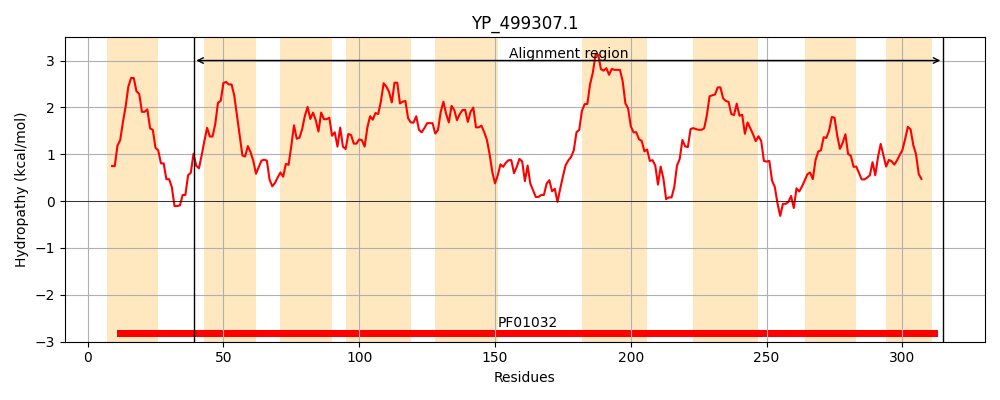 YP_499307.1
Alignment region
3
2
1
0
−1
−2
−3
Hydropathy (kcal/mol)
PF01032
0
50
100
150
200
250
300
Residues